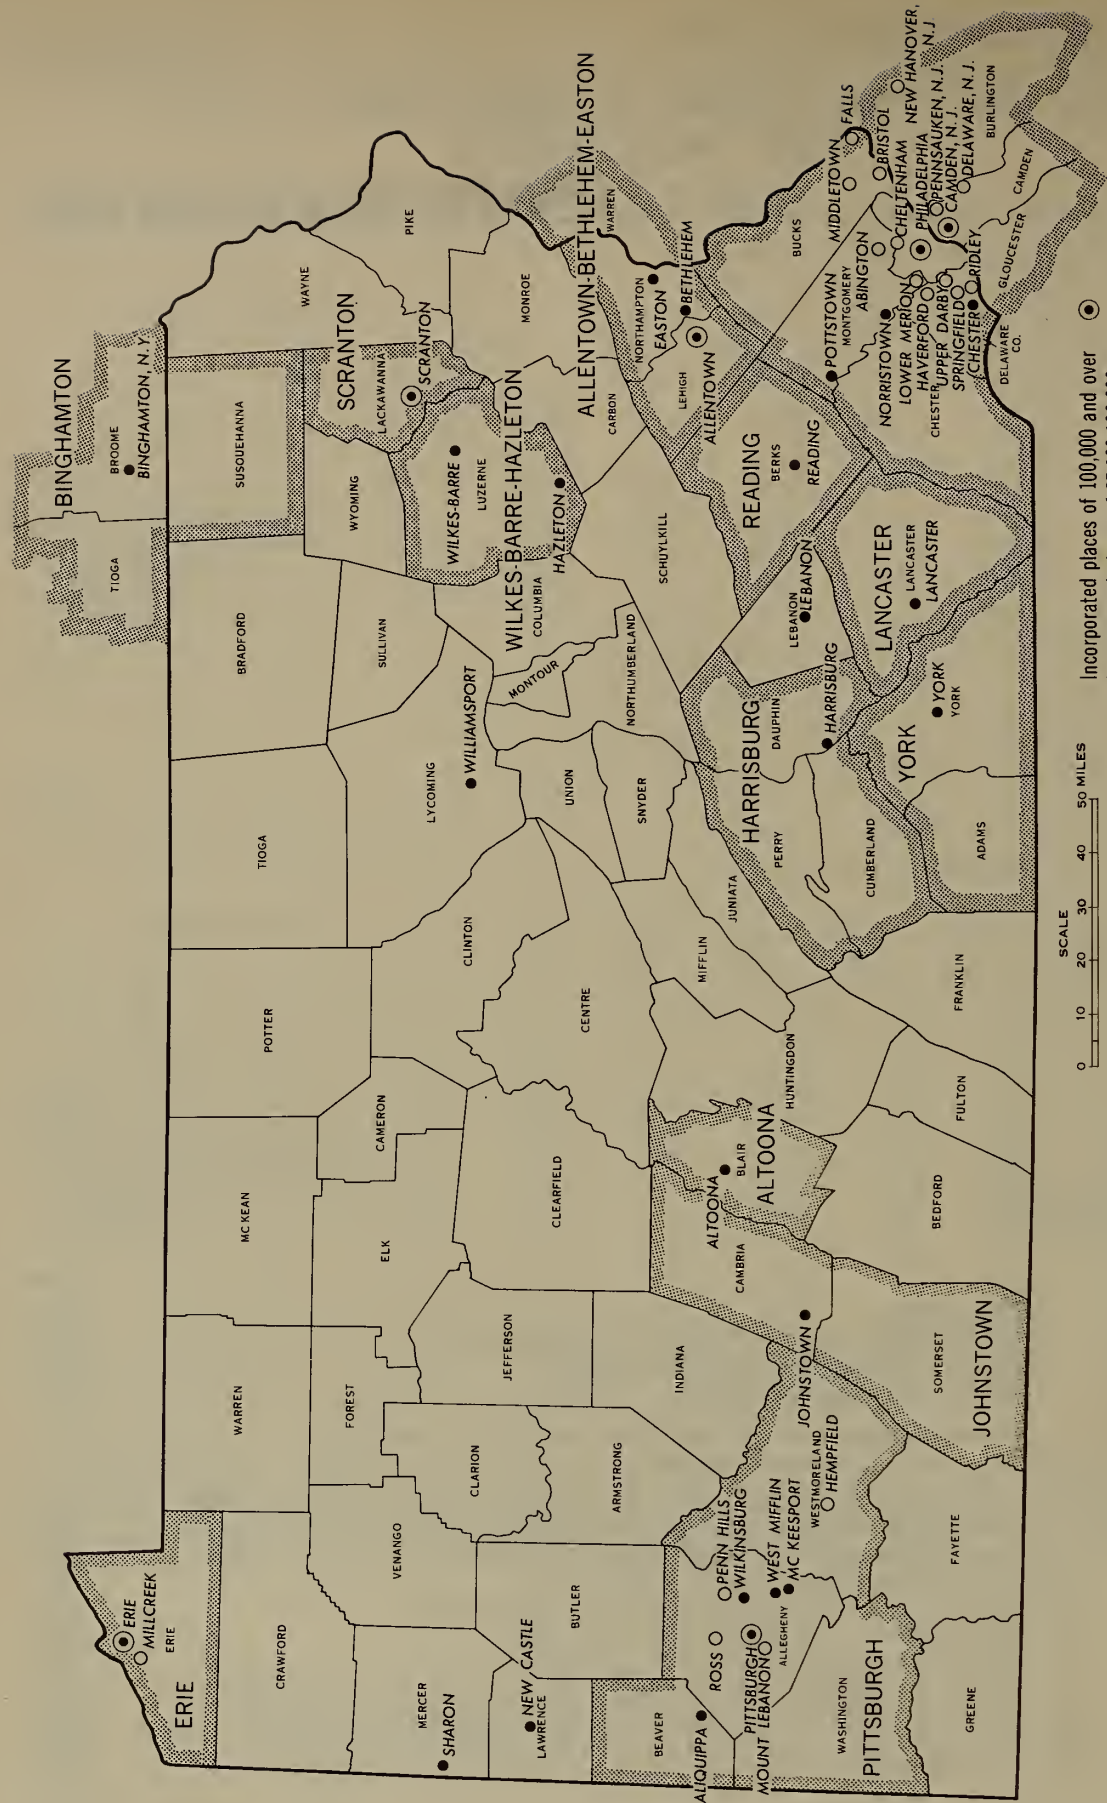 BINGHAMTON
TIOGA
BROOME
BINGHAMTON, N.Y.
ERIE
MILLCREEK
ERIE
ERIE
CRAWFORD
WARREN
MC KEAN
POTTER
TIOGA
BRADFORD
SUSQUEHANNA
WAYNE
PIKE
SCRANTON
LACKAWANNA
SCRANTON
WYOMING
SULLIVAN
FOREST
ELK
CAMERON
VENANGO
MERCER
SHARON
CLARION
JEFFERSON
CLINTON
LYCOMING
WILLIAMSPORT
WILKES-BARRE
LUZERNE
HAZLETON
WILKES-BARRE-HAZLETON
COLUMBIA
MONTOUR
MONROE
CARBON
ALLENTOWN-BETHLEHEM-EASTON
WARREN
NORTHAMPTON
EASTON
BETHLEHEM
LEHIGH
ALLENTOWN
NEW CASTLE
LAWRENCE
BUTLER
ARMSTRONG
INDIANA
CLEARFIELD
CENTRE
UNION
SNYDER
NORTHUMBERLAND
SCHUYLKILL
MIFFLIN
JUNIATA
BEAVER
ALIQUIPPA
ROSS
PENN HILLS
WILKINSBURG
WEST MIFFLIN
MC KEESPORT
PITTSBURGH
MOUNT LEBANON
ALLEGHENY
WESTMORELAND
HEMPFIELD
WASHINGTON
PITTSBURGH
GREENE
FAYETTE
CAMBRIA
JOHNSTOWN
SOMERSET
JOHNSTOWN
ALTOONA
BLAIR
ALTOONA
HUNTINGDON
BEDFORD
FULTON
FRANKLIN
HARRISBURG
DAUPHIN
PERRY
HARRISBURG
CUMBERLAND
ADAMS
YORK
YORK
YORK
LEBANON
LEBANON
LANCASTER
LANCASTER
LANCASTER
READING
BERKS
READING
BUCKS
MIDDLETOWN
FALLS
BRISTOL
POTTSTOWN
MONTGOMERY
ABINGTON
CHELTENHAM
NEW HANOVER,
N.J.
PHILADELPHIA
PENNSAUKEN, N.J.
CAMDEN, N.J.
DELAWARE, N.J.
BURLINGTON
NORRISTOWN
LOWER MERION
HAVERFORD
UPPER DARBY
SPRINGFIELD
CHESTER
RIDLEY
CHESTER
DELAWARE
CO.
GLOUCESTER
CAMDEN
SCALE
0 10 20 30 40 50 MILES
Incorporated places of 100,000 and over